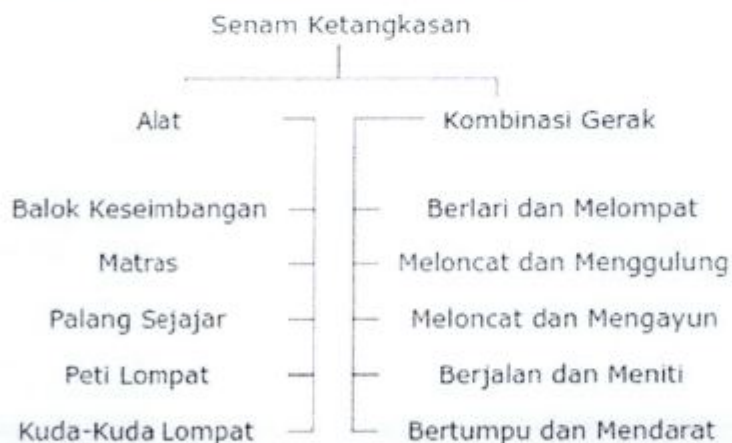 Senam Ketangkasan
Alat
Kombinasi Gerak
Balok Keseimbangan
Berlari dan Melompat
Matras
Meloncat dan Menggulung
Palang Sejajar
Meloncat dan Mengayun
Peti Lompat
Berjalan dan Meniti
Kuda-Kuda Lompat
Bertumpu dan Mendarat